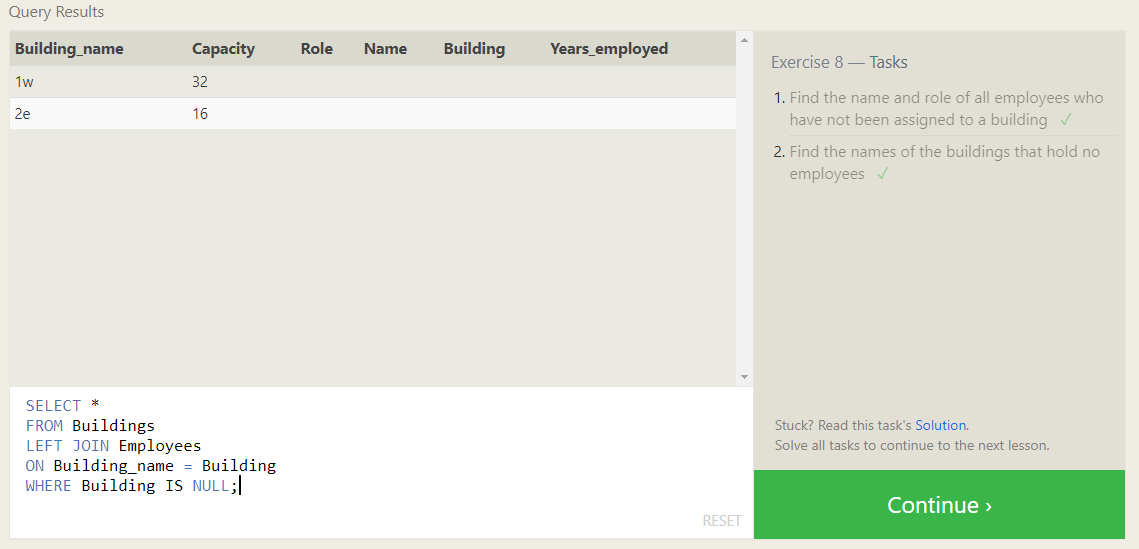 Query Results
Building_name Capacity Role Name Building Years_employed
1w 32
2e 16
SELECT *
FROM Buildings
LEFT JOIN Employees
ON Building_name = Building
WHERE Building IS NULL;
RESET
Exercise 8 — Tasks
1. Find the name and role of all employees who
have not been assigned to a building ✓
2. Find the names of the buildings that hold no
employees ✓
Stuck? Read this task's Solution.
Solve all tasks to continue to the next lesson.
Continue ›